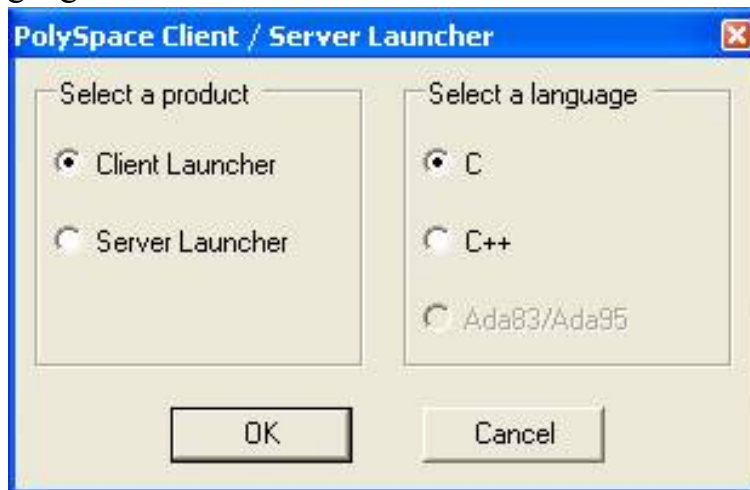 PolySpace Client / Server Launcher
Select a product
Client Launcher
Server Launcher
Select a language
C
C++
Ada83/Ada95
OK
Cancel